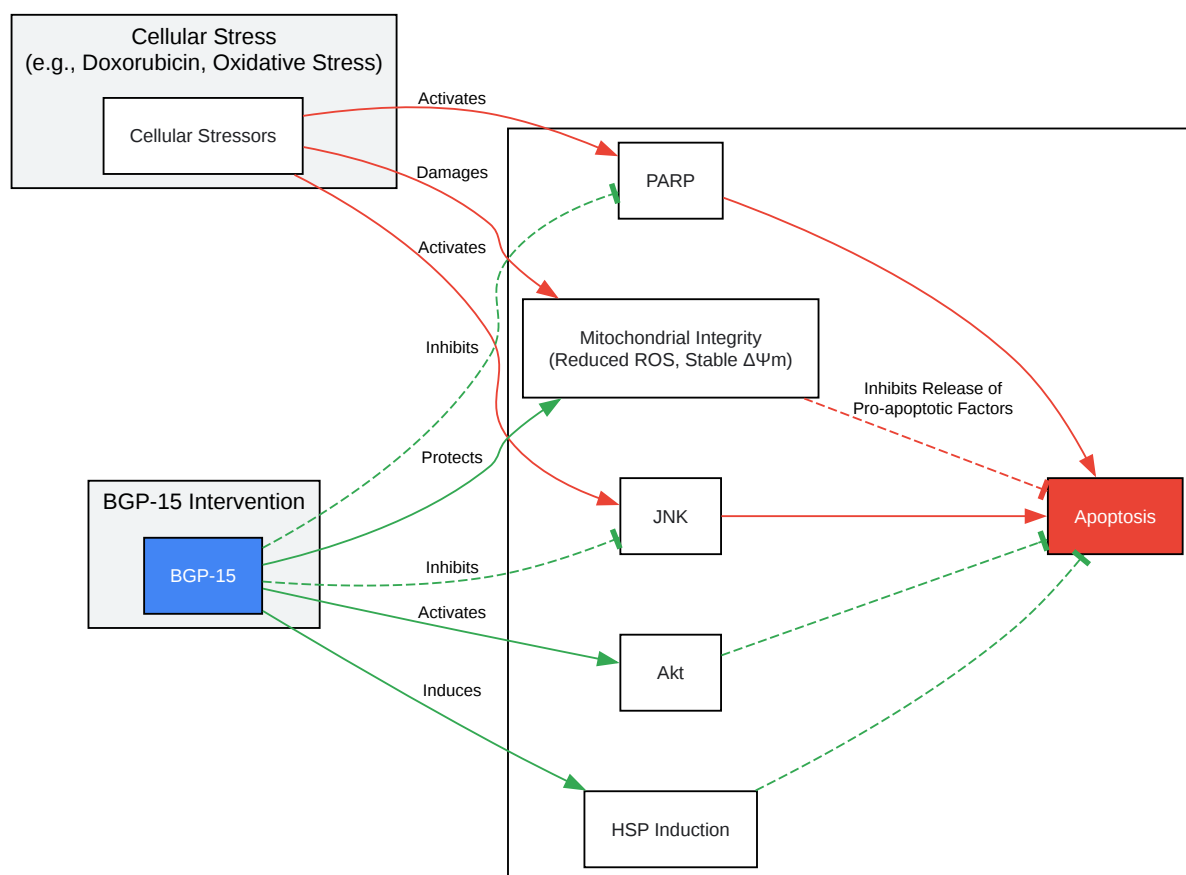 Cellular Stress
(e.g., Doxorubicin, Oxidative Stress)
Cellular Stressors
Activates
Damages
Activates
PARP
Mitochondrial Integrity
(Reduced ROS, Stable ΔΨm)
Inhibits
Inhibits Release of
Pro-apoptotic Factors
Protects
BGP-15 Intervention
BGP-15
JNK
Apoptosis
Inhibits
Activates
Akt
Induces
HSP Induction